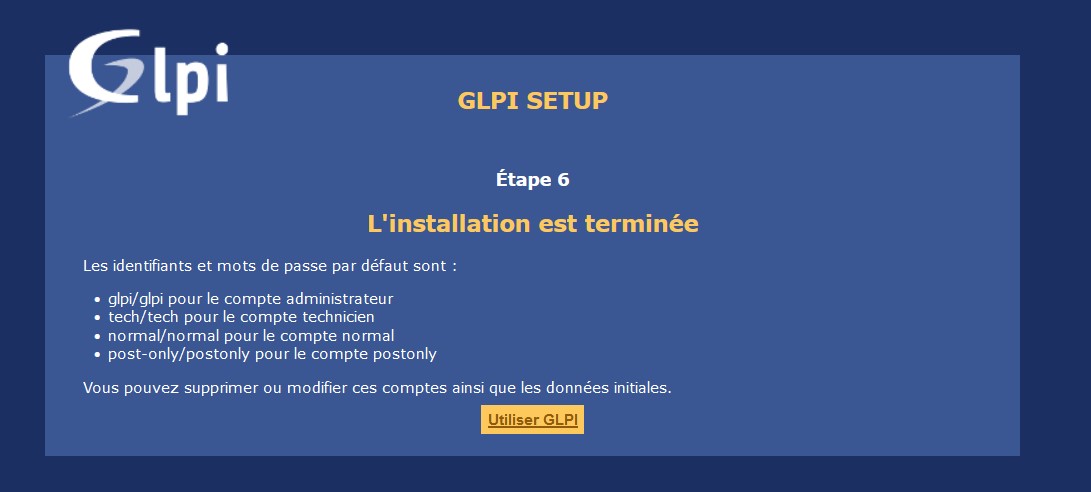 Glpi
GLPI SETUP
Étape 6
L'installation est terminée
Les identifiants et mots de passe par défaut sont :
• glpi/glpi pour le compte administrateur
• tech/tech pour le compte technicien
• normal/normal pour le compte normal
• post-only/postonly pour le compte postonly
Vous pouvez supprimer ou modifier ces comptes ainsi que les données initiales.
Utiliser GLPI